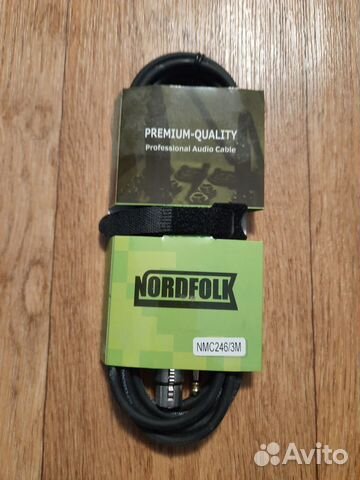 PREMIUM-QUALITY
Professional Audio Cable
NORDFOLK
NMC246/3M
Avito